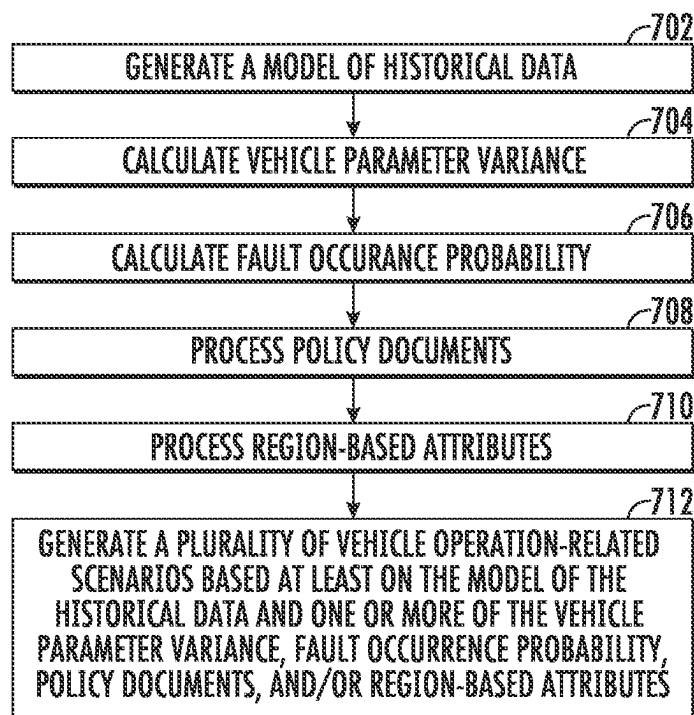 702
GENERATE A MODEL OF HISTORICAL DATA
704
CALCULATE VEHICLE PARAMETER VARIANCE
706
CALCULATE FAULT OCCURANCE PROBABILITY
708
PROCESS POLICY DOCUMENTS
710
PROCESS REGION-BASED ATTRIBUTES
712
GENERATE A PLURALITY OF VEHICLE OPERATION-RELATED
SCENARIOS BASED AT LEAST ON THE MODEL OF THE
HISTORICAL DATA AND ONE OR MORE OF THE VEHICLE
PARAMETER VARIANCE, FAULT OCCURRENCE PROBABILITY,
POLICY DOCUMENTS, AND/OR REGION-BASED ATTRIBUTES